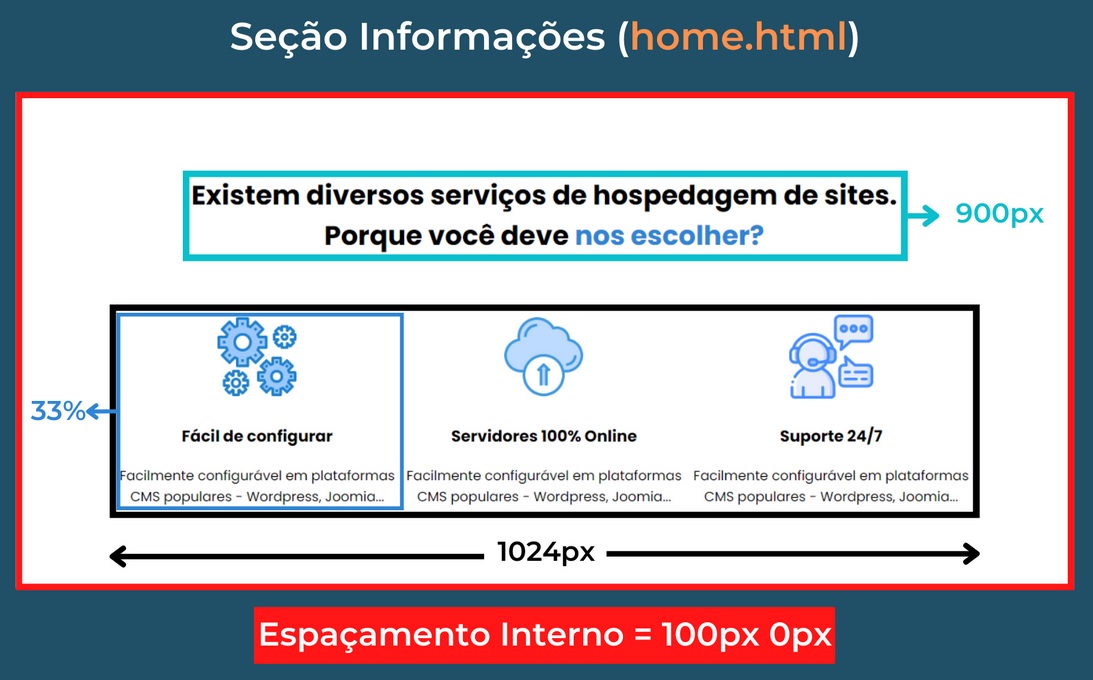 Seção Informações (home.html)
Existem diversos serviços de hospedagem de sites.
Porque você deve nos escolher?
900px
33%
Fácil de configurar
Facilmente configurável em plataformas
CMS populares - Wordpress, Joomia...
Servidores 100% Online
Facilmente configurável em plataformas
CMS populares - Wordpress, Joomia...
Suporte 24/7
Facilmente configurável em plataformas
CMS populares - Wordpress, Joomia...
1024px
Espaçamento Interno = 100px 0px